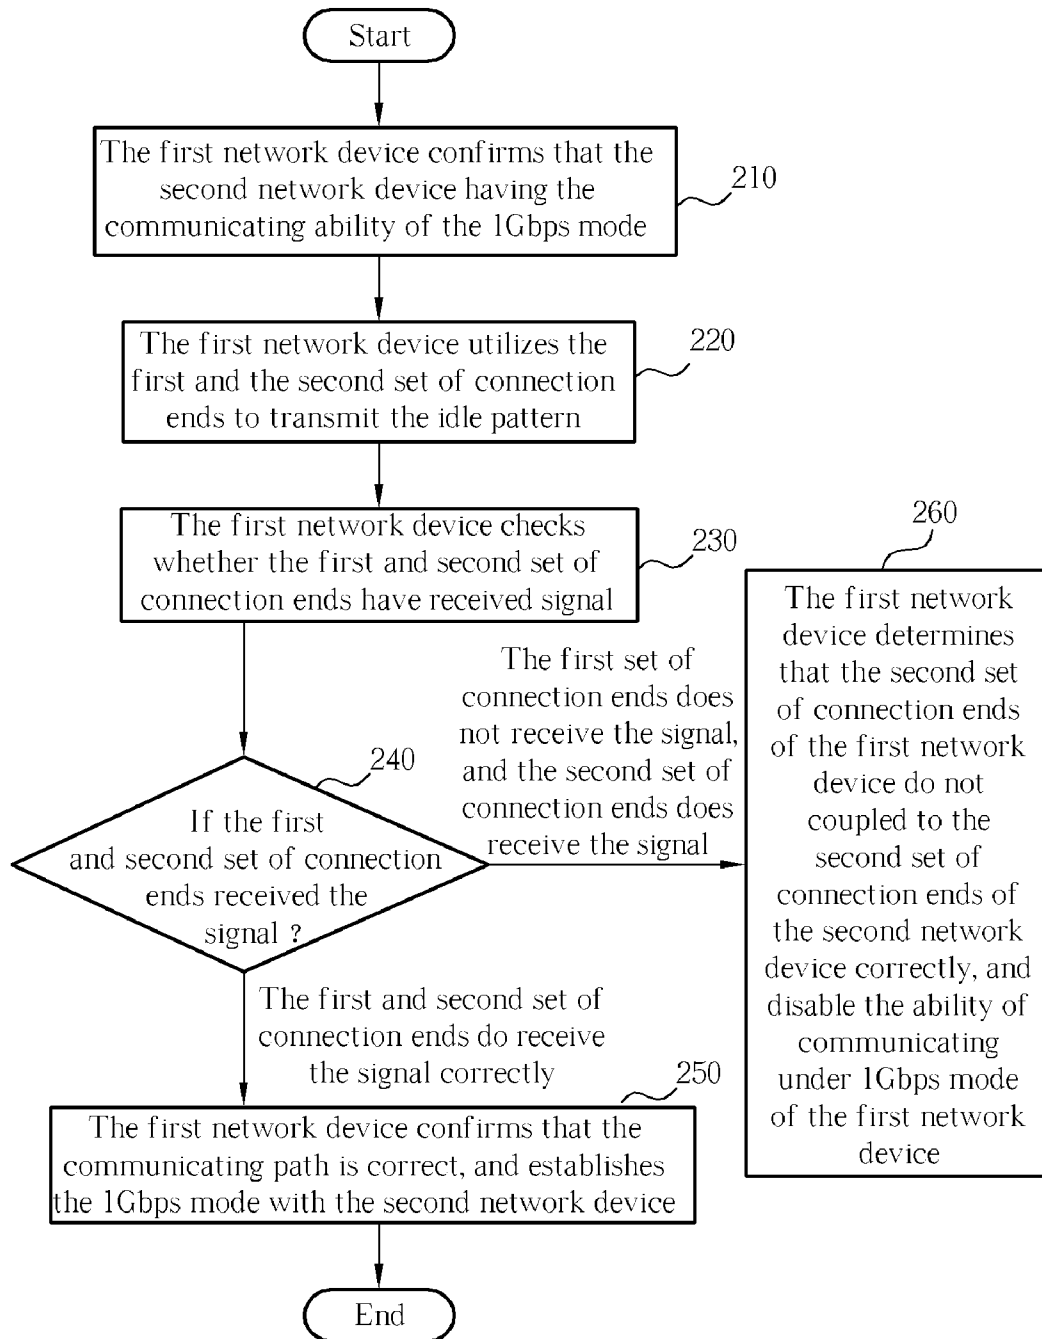 Start
The first network device confirms that the
second network device having the
communicating ability of the 1Gbps mode
210
The first network device utilizes the
first and the second set of connection
ends to transmit the idle pattern
220
The first network device checks
whether the first and second set of
connection ends have received signal
230
If the first
and second set of connection
ends received the
signal ?
240
The first set of
connection ends does
not receive the signal,
and the second set of
connection ends does
receive the signal
260
The first network
device determines
that the second set
of connection ends
of the first network
device do not
coupled to the
second set of
connection ends of
the second network
device correctly, and
disable the ability of
communicating
under 1Gbps mode
of the first network
device
The first and second set of
connection ends do receive
the signal correctly
250
The first network device confirms that the
communicating path is correct, and establishes
the 1Gbps mode with the second network device
End